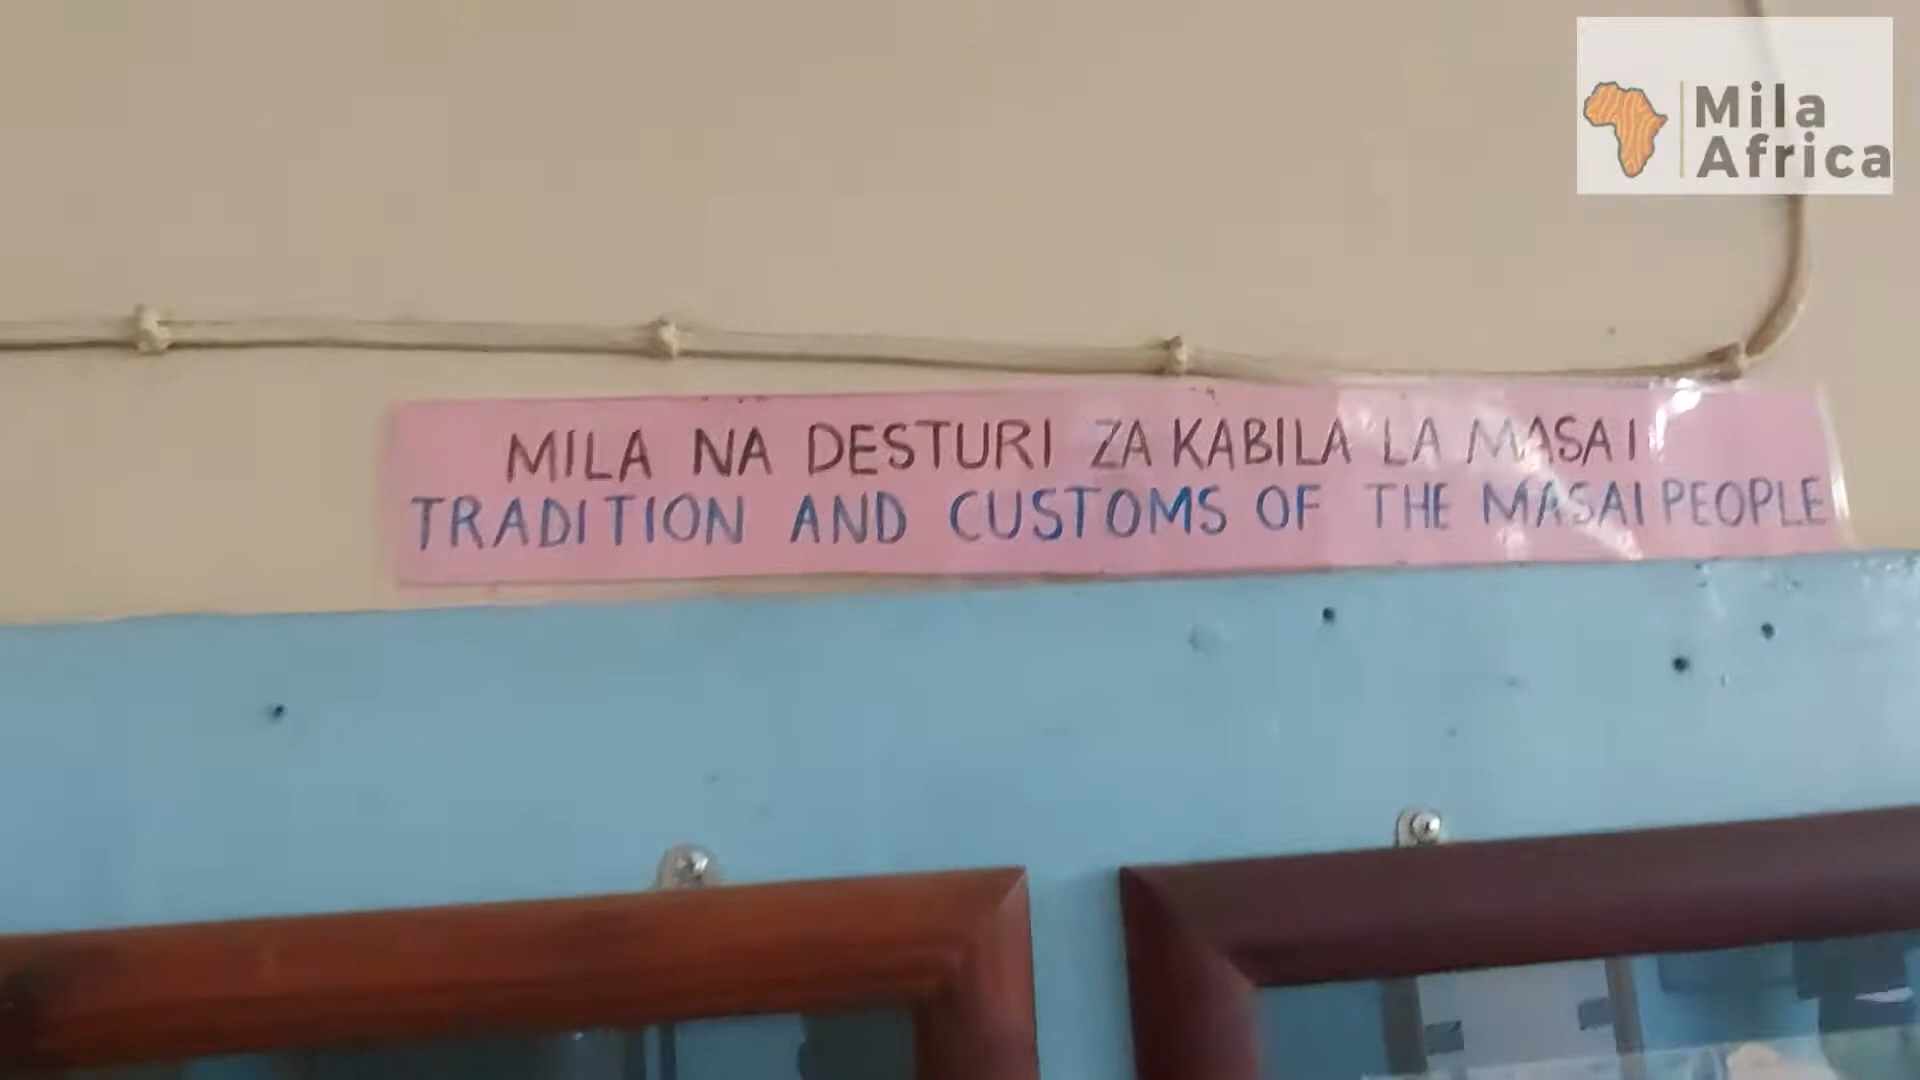 Mila
Africa
MILA NA DESTURI ZA KABILA LA MASAI
TRADITION AND CUSTOMS OF THE MASAI PEOPLE